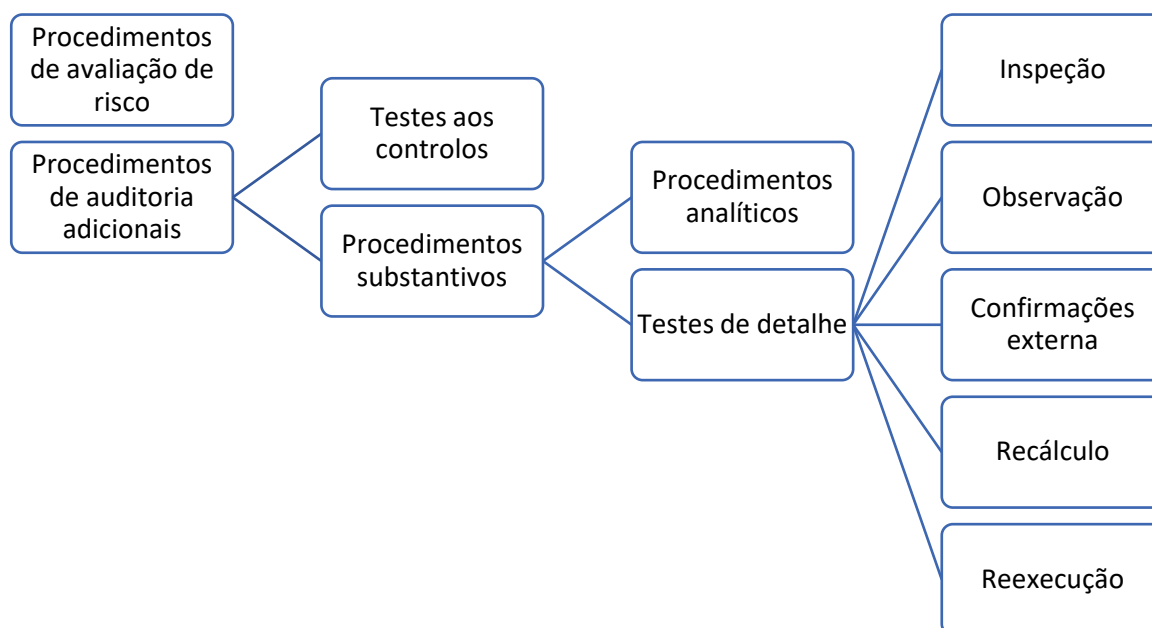 Procedimentos
de avaliação de
risco
Procedimentos
de auditoria
adicionais
Testes aos
controlos
Procedimentos
substantivos
Procedimentos
analíticos
Testes de detalhe
Inspeção
Observação
Confirmações
externa
Recálculo
Reexecução